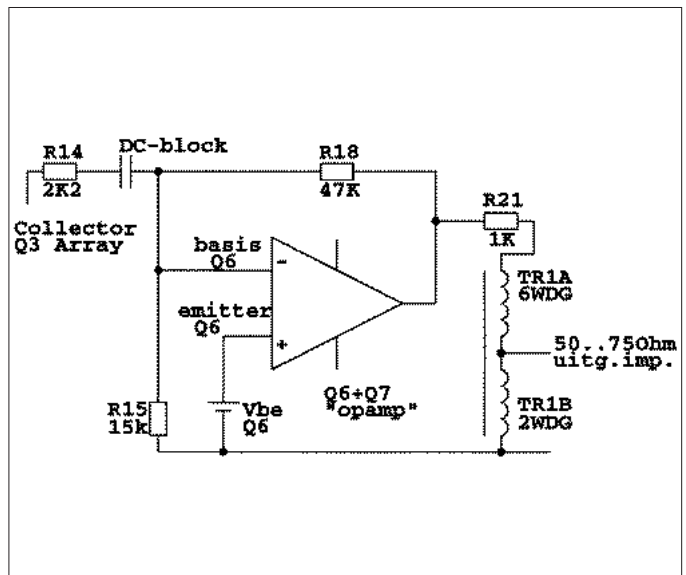 DC-block
R14
2K2
R18
47K
R21
1K
Collector
Q3 Array
basis
Q6
-
TR1A
6WDG
emitter
Q6
+
50..75Ohm
uitg.imp.
Q6+Q7
"opamp"
R15
15k
Vbe
Q6
TR1B
2WDG